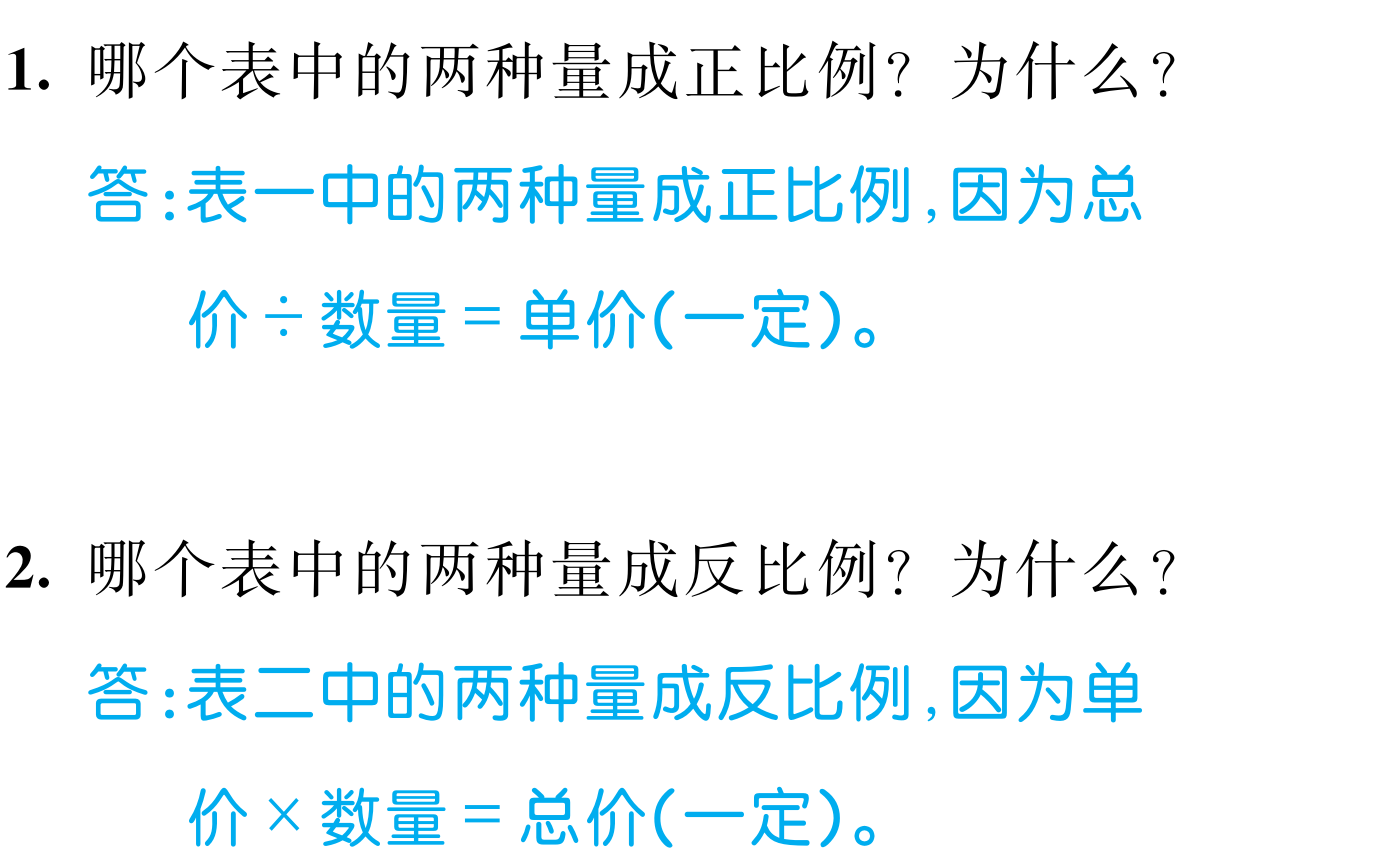 1. 哪个表中的两种量成正比例？为什么？
答:表一中的两种量成正比例,因为总
价÷数量=单价(一定)。
2. 哪个表中的两种量成反比例？为什么？
答:表二中的两种量成反比例,因为单
价×数量=总价(一定)。